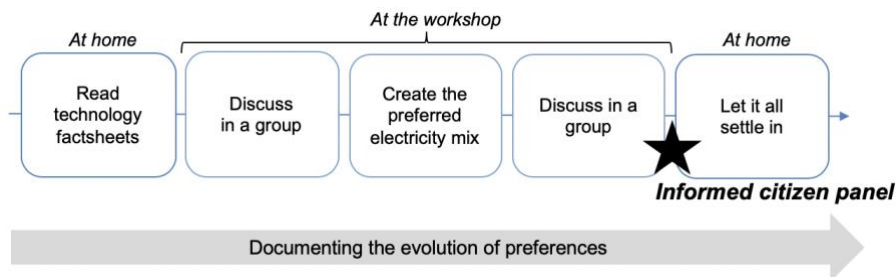 At the workshop
At home
At home
Read
technology
factsheets
Discuss
in a group
Create the
preferred
electricity mix
Discuss in a
group
Let it all
settle in
Informed citizen panel
Documenting the evolution of preferences